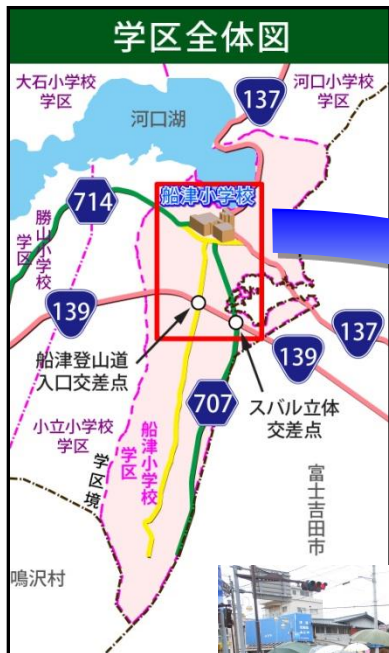 学区全体図
大石小学校
学区
137
河口小学校
学区
河口湖
船津小学校
714
勝山小学校
学区
139
137
船津登山道
入口交差点
139
スバル立体
交差点
707
小立小学校
学区
学区境
船津小学校
学区
富士吉田市
鳴沢村